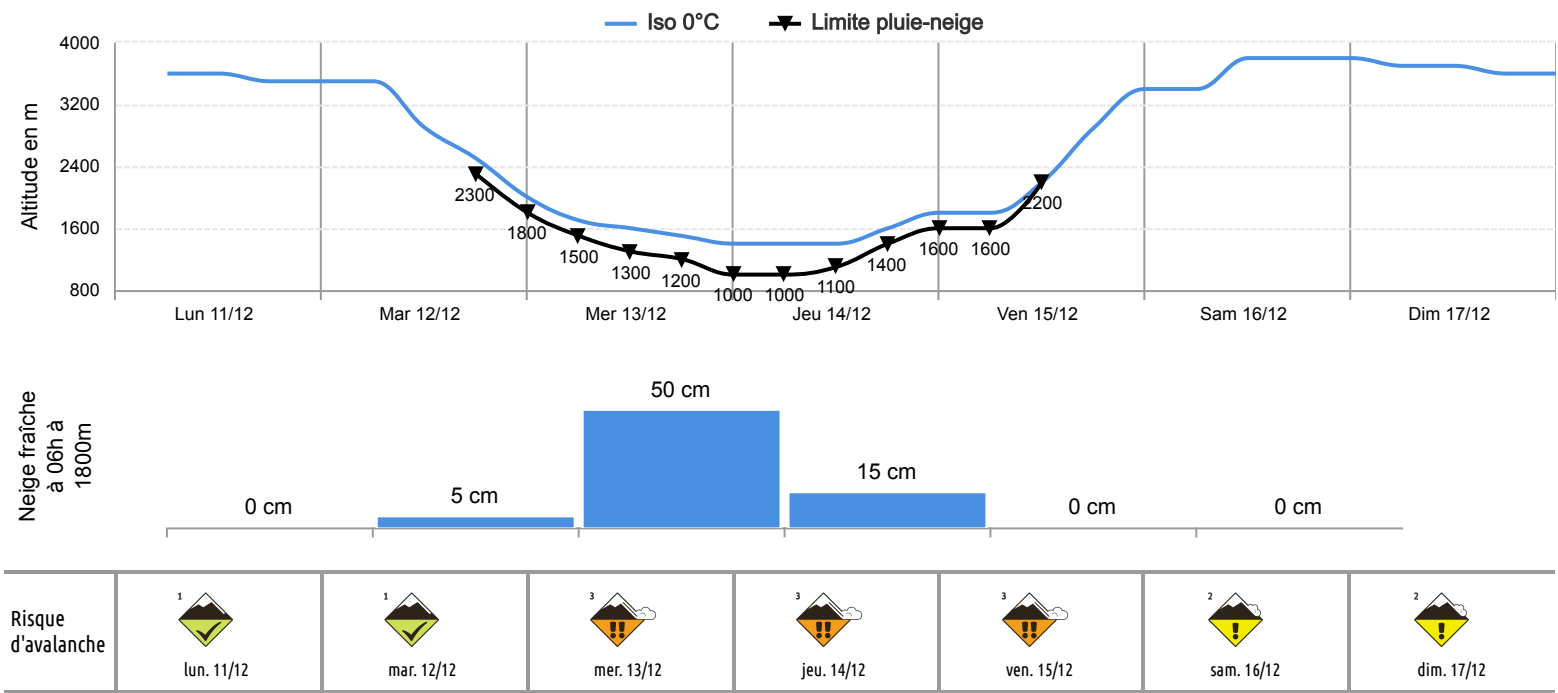 Iso 0°C Limite pluie-neige
4000
3200
2400
1600
800
Altitude en m
2300
1800
1500
1300
1200
1000
1000
1100
1400
1600
1600
2200
Lun 11/12 Mar 12/12 Mer 13/12 Jeu 14/12 Ven 15/12 Sam 16/12 Dim 17/12
Neige fraîche
à 06h à
1800m
0 cm 5 cm 50 cm 15 cm 0 cm 0 cm
Risque
d'avalanche
1 1 3 3 3 2 2
lun. 11/12 mar. 12/12 mer. 13/12 jeu. 14/12 ven. 15/12 sam. 16/12 dim. 17/12